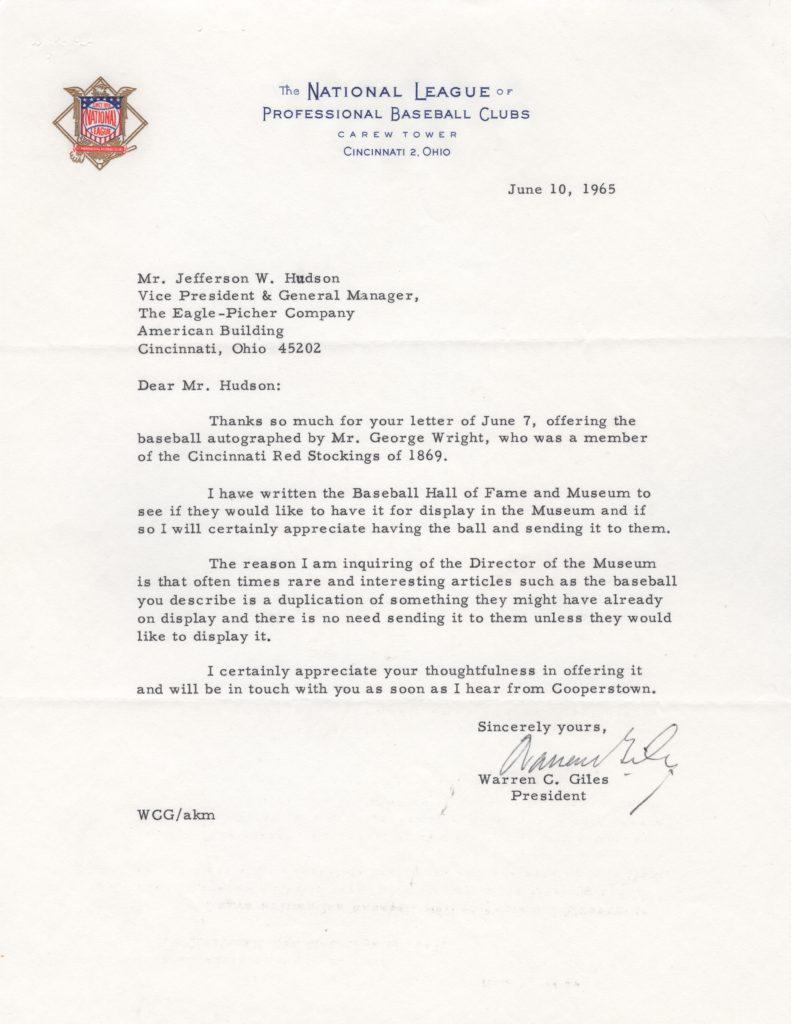 The NATIONAL LEAGUE OF
PROFESSIONAL BASEBALL CLUBS
CAREW TOWER
CINCINNATI 2, OHIO
NATIONAL
LEAGUE
June 10, 1965
Mr. Jefferson W. Hudson
Vice President & General Manager,
The Eagle-Picher Company
American Building
Cincinnati, Ohio 45202
Dear Mr. Hudson:
Thanks so much for your letter of June 7, offering the
baseball autographed by Mr. George Wright, who was a member
of the Cincinnati Red Stockings of 1869.
I have written the Baseball Hall of Fame and Museum to
see if they would like to have it for display in the Museum and if
so I will certainly appreciate having the ball and sending it to them.
The reason I am inquiring of the Director of the Museum
is that often times rare and interesting articles such as the baseball
you describe is a duplication of something they might have already
on display and there is no need sending it to them unless they would
like to display it.
I certainly appreciate your thoughtfulness in offering it
and will be in touch with you as soon as I hear from Cooperstown.
Sincerely yours,
Warren Giles
Warren C. Giles
President
WCG/akm